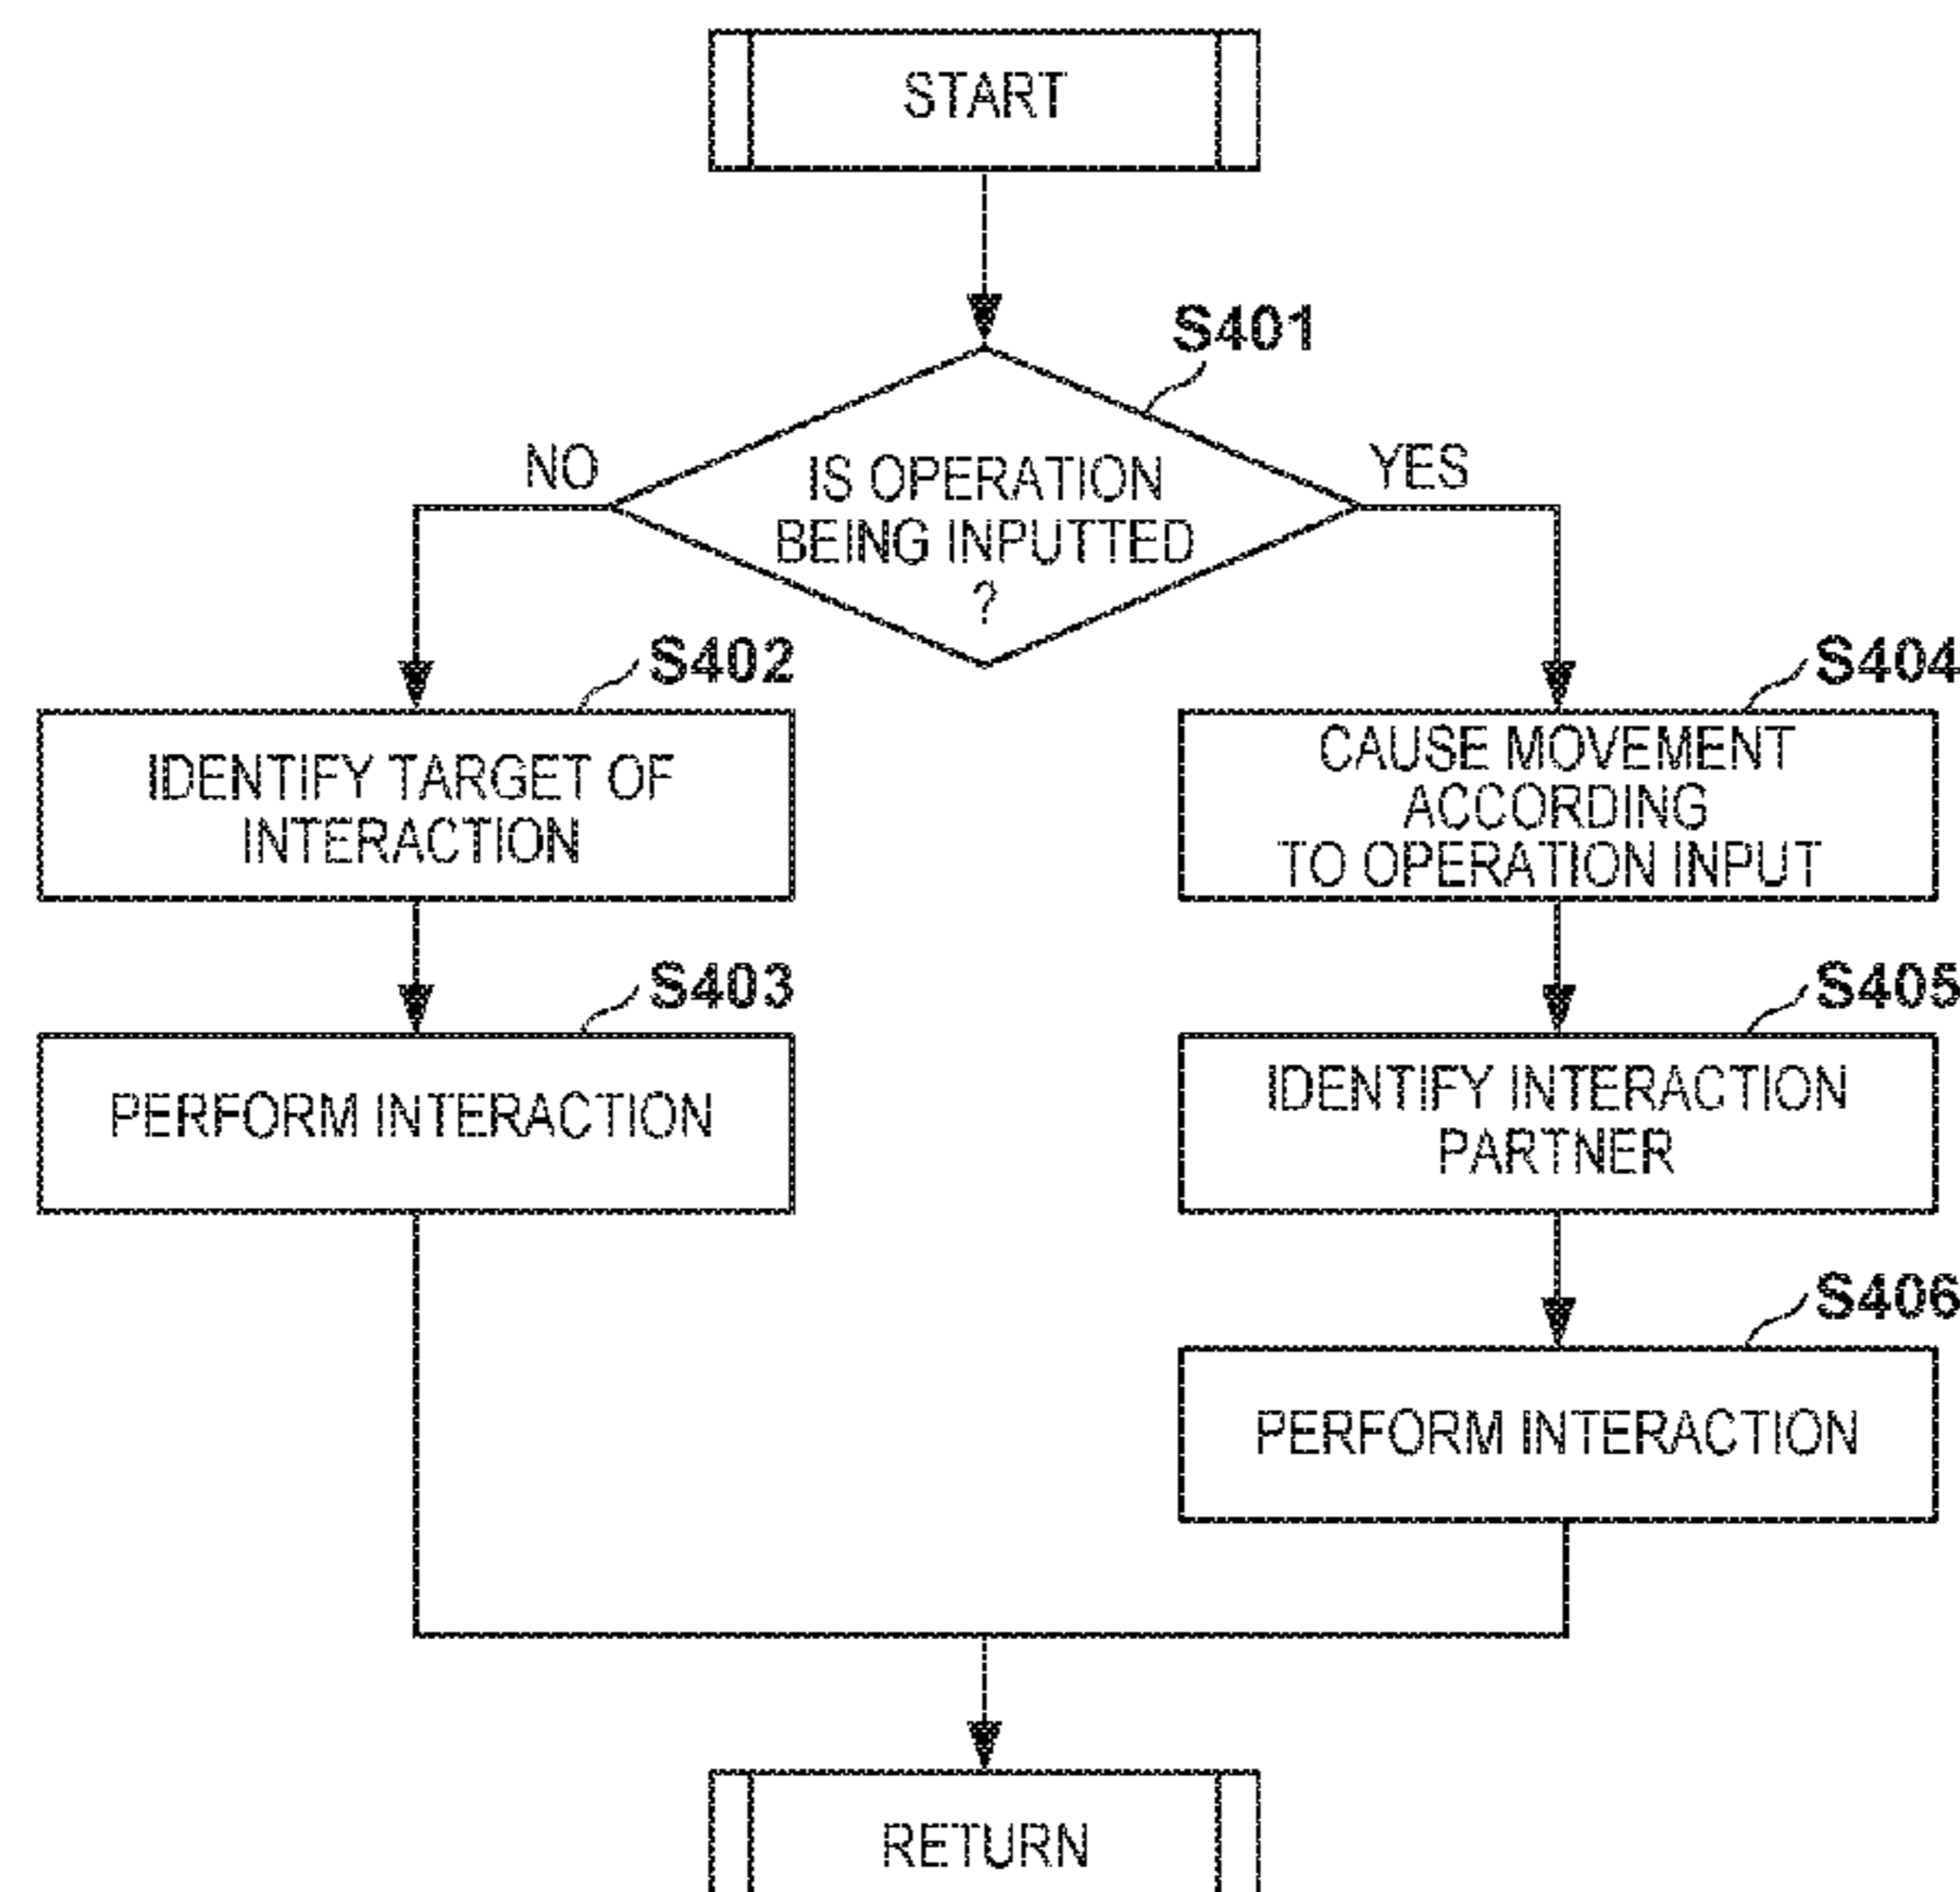 START
S401
NO
YES
IS OPERATION
BEING INPUTTED
?
S402
IDENTIFY TARGET OF
INTERACTION
S404
CAUSE MOVEMENT
ACCORDING
TO OPERATION INPUT
S403
PERFORM INTERACTION
S405
IDENTIFY INTERACTION
PARTNER
S406
PERFORM INTERACTION
RETURN